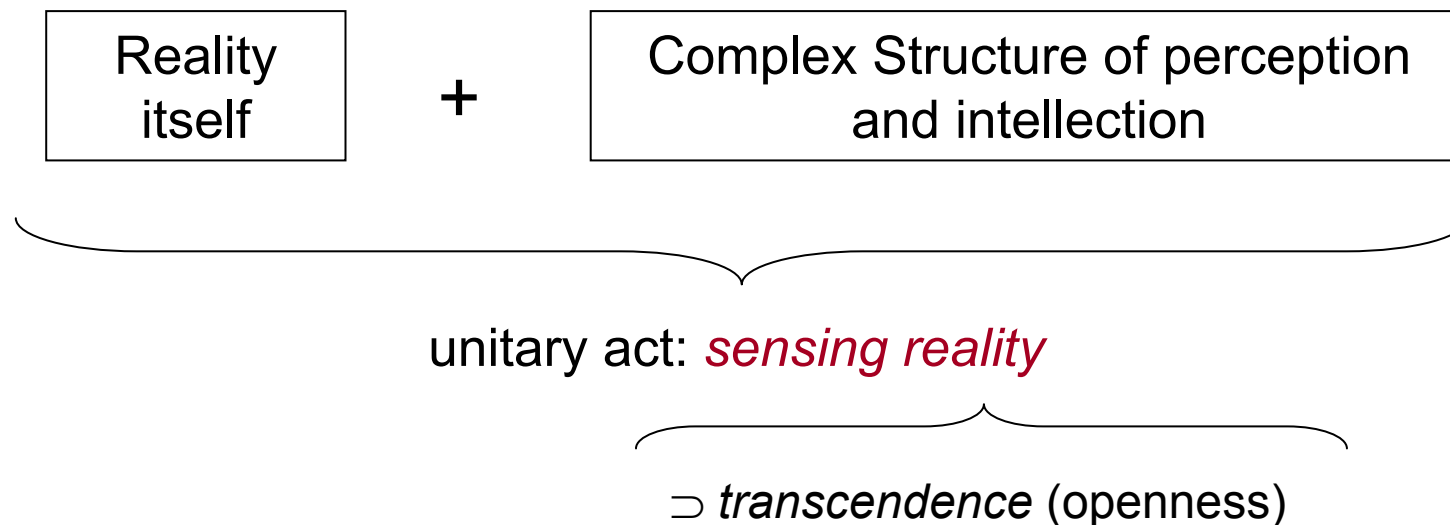 Reality
itself
+
Complex Structure of perception
and intellection
unitary act: sensing reality
⊃ transcendence (openness)